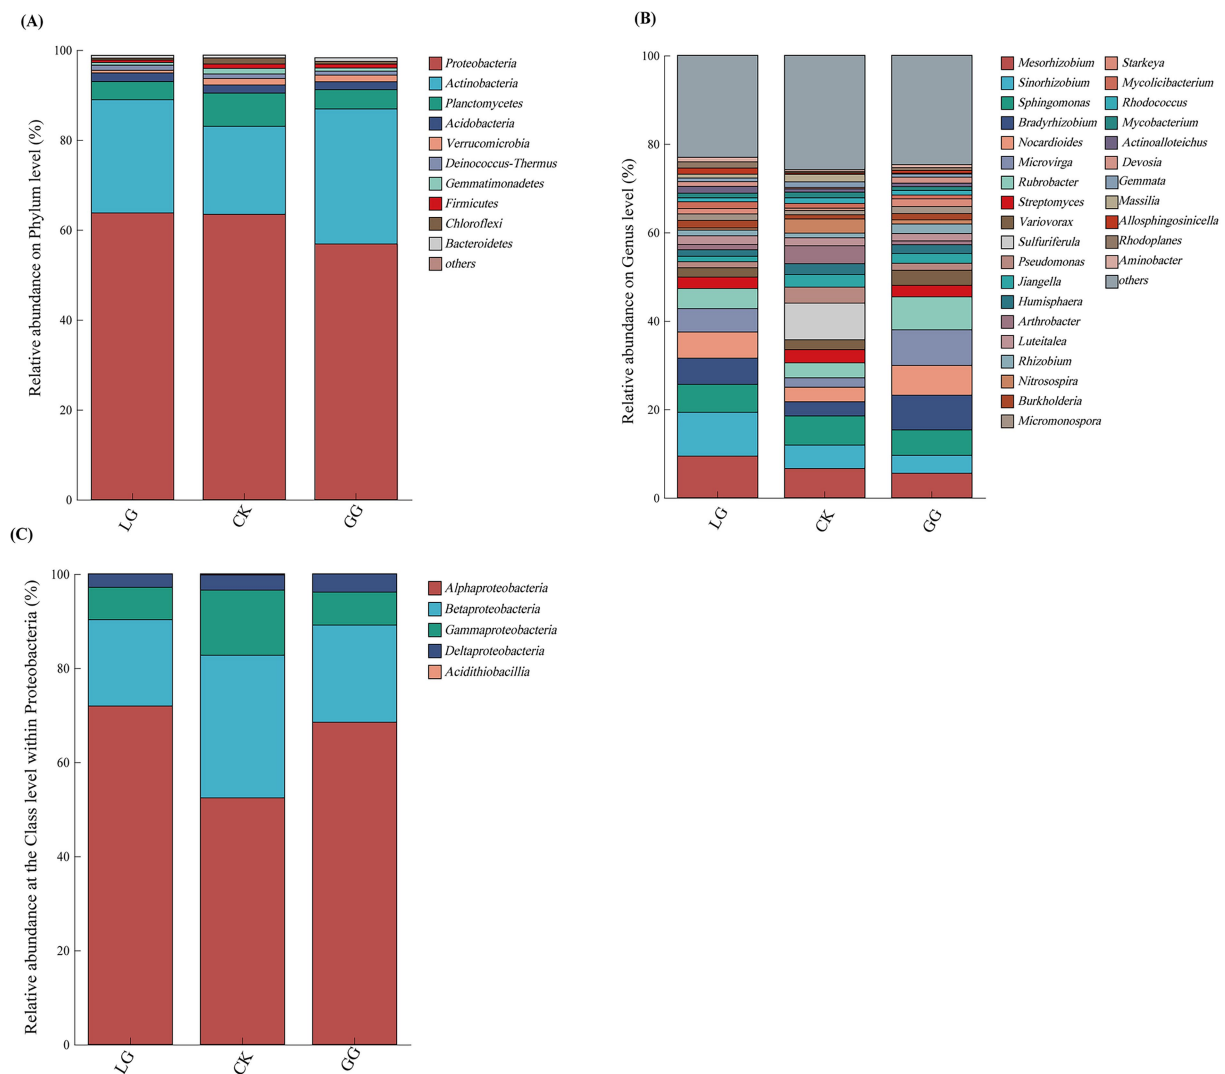 (A)
Relative abundance on Phylum level (%)
100
80
60
40
20
0
LG
CK
GG
Proteobacteria
Actinobacteria
Planctomycetes
Acidobacteria
Verrucomicrobia
Deinococcus-Thermus
Gemmatimonadetes
Firmicutes
Chloroflexi
Bacteroidetes
others
(B)
Relative abundance on Genus level (%)
100
80
60
40
20
0
LG
CK
GG
Mesorhizobium
Sinorhizobium
Sphingomonas
Bradyrhizobium
Nocardioides
Microvirga
Rubrobacter
Streptomyces
Variovorax
Sulfuriferula
Pseudomonas
Jiangella
Humisphaera
Arthrobacter
Luteitalea
Rhizobium
Nitrosospira
Burkholderia
Micromonospora
Starkeya
Mycolicibacterium
Rhodococcus
Mycobacterium
Actinoalloteichus
Devosia
Gemmata
Massilia
Allosphingosinicella
Rhodoplanes
Aminobacter
others
(C)
Relative abundance at the Class level within Proteobacteria (%)
100
80
60
40
20
0
LG
CK
GG
Alphaproteobacteria
Betaproteobacteria
Gammaproteobacteria
Deltaproteobacteria
Acidithiobacillia